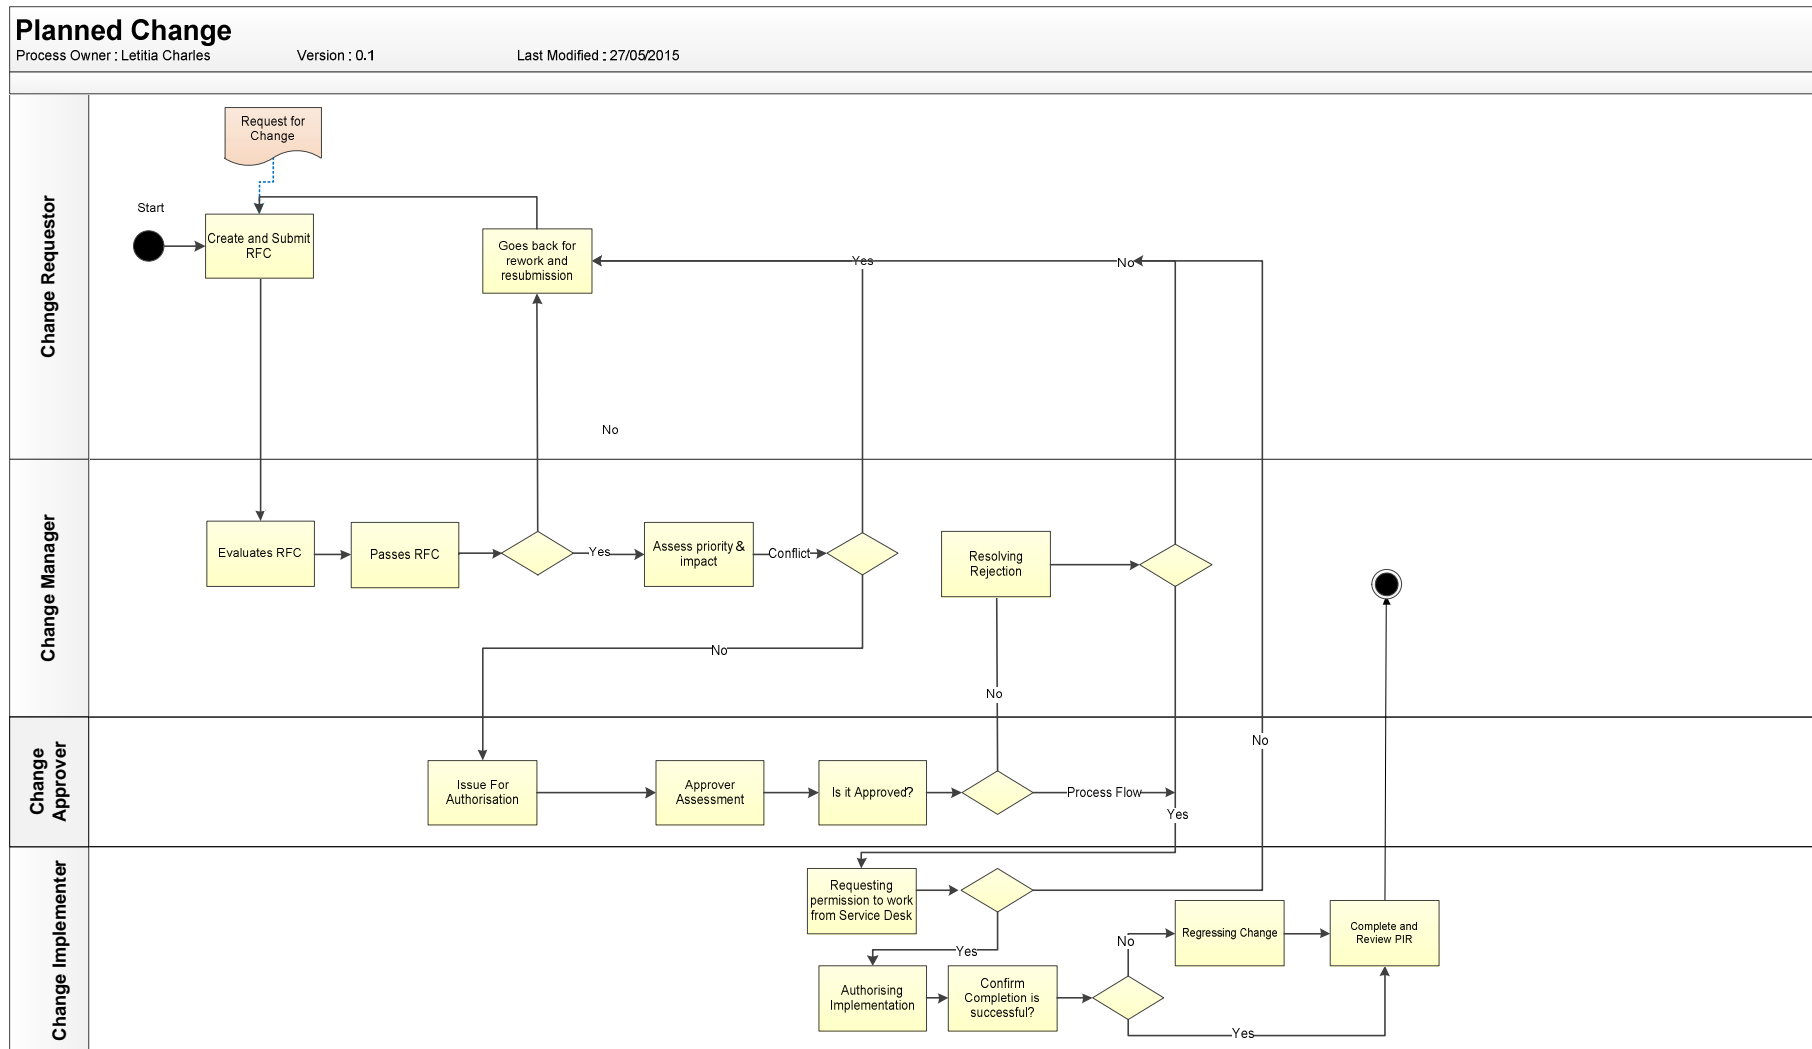 Planned Change
Process Owner : Letitia Charles Version : 0.1 Last Modified : 27/05/2015
Change Requestor
Request for
Change
Start
Create and Submit
RFC
Goes back for
rework and
resubmission
Yes
No
No
Change Manager
Evaluates RFC
Passes RFC
Yes
Assess priority &
impact
Conflict
Resolving
Rejection
No
No
Change
Approver
Issue For
Authorisation
Approver
Assessment
Is it Approved?
Process Flow
No
Yes
Change Implementer
Requesting
permission to work
from Service Desk
Yes
Authorising
Implementation
Confirm
Completion is
successful?
No
Regressing Change
Complete and
Review PIR
Yes